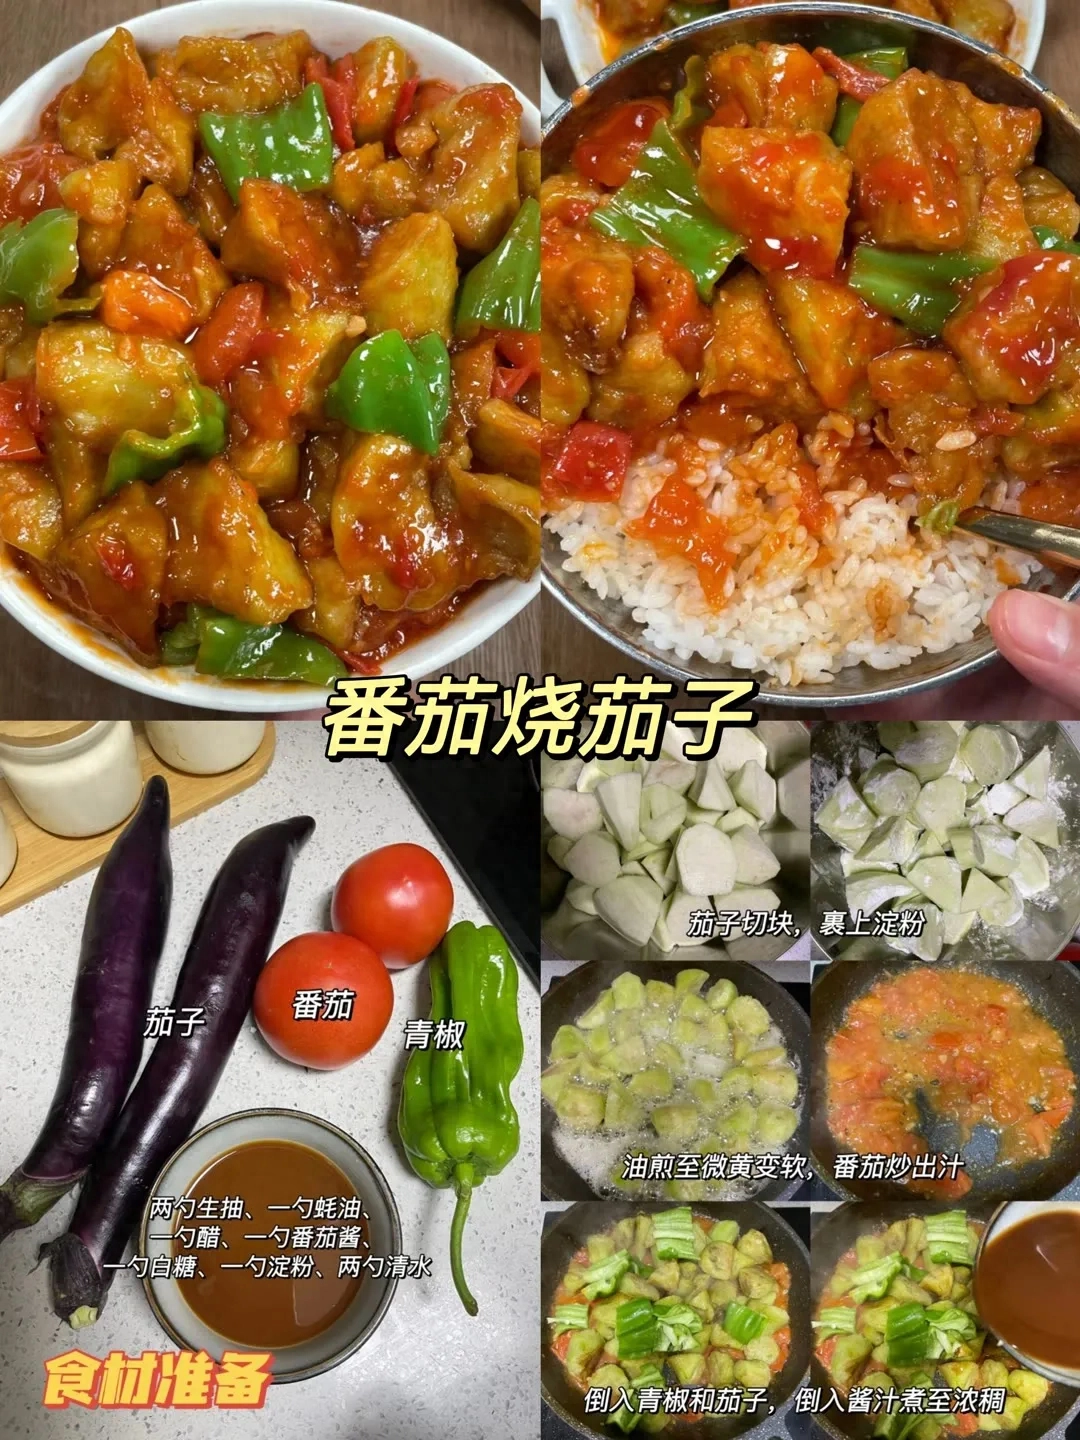 番茄烧茄子
茄子
番茄
青椒
两勺生抽、一勺蚝油、
一勺醋、一勺番茄酱、
一勺白糖、一勺淀粉、两勺清水
食材准备
茄子切块，裹上淀粉
油煎至微黄变软，番茄炒出汁
倒入青椒和茄子，倒入酱汁煮至浓稠